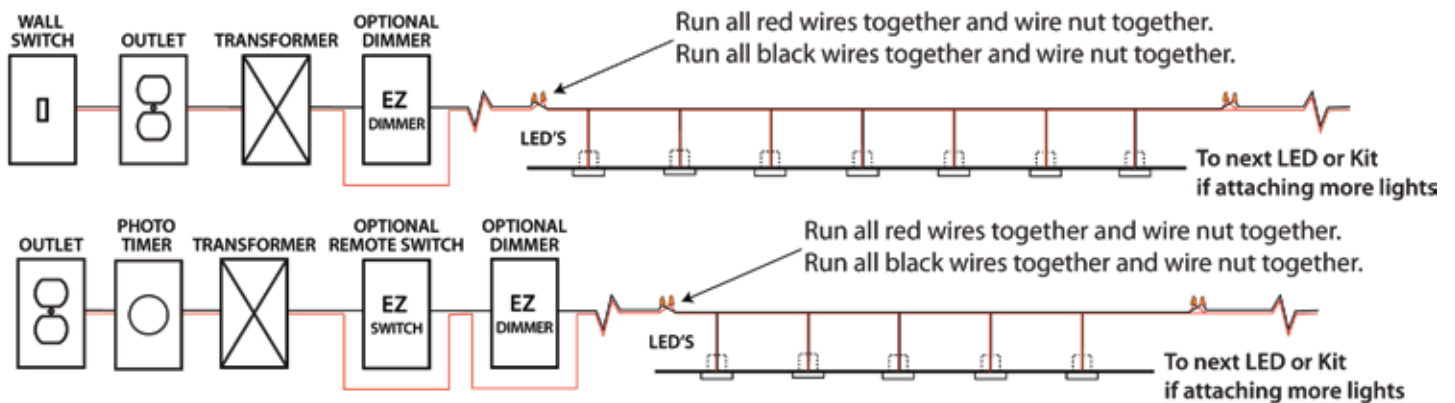 WALL
SWITCH
OUTLET
TRANSFORMER
OPTIONAL
DIMMER
EZ
DIMMER
Run all red wires together and wire nut together.
Run all black wires together and wire nut together.
LED'S
To next LED or Kit
if attaching more lights
OUTLET
PHOTO
TIMER
TRANSFORMER
OPTIONAL
REMOTE SWITCH
EZ
SWITCH
OPTIONAL
DIMMER
EZ
DIMMER
Run all red wires together and wire nut together.
Run all black wires together and wire nut together.
LED'S
To next LED or Kit
if attaching more lights